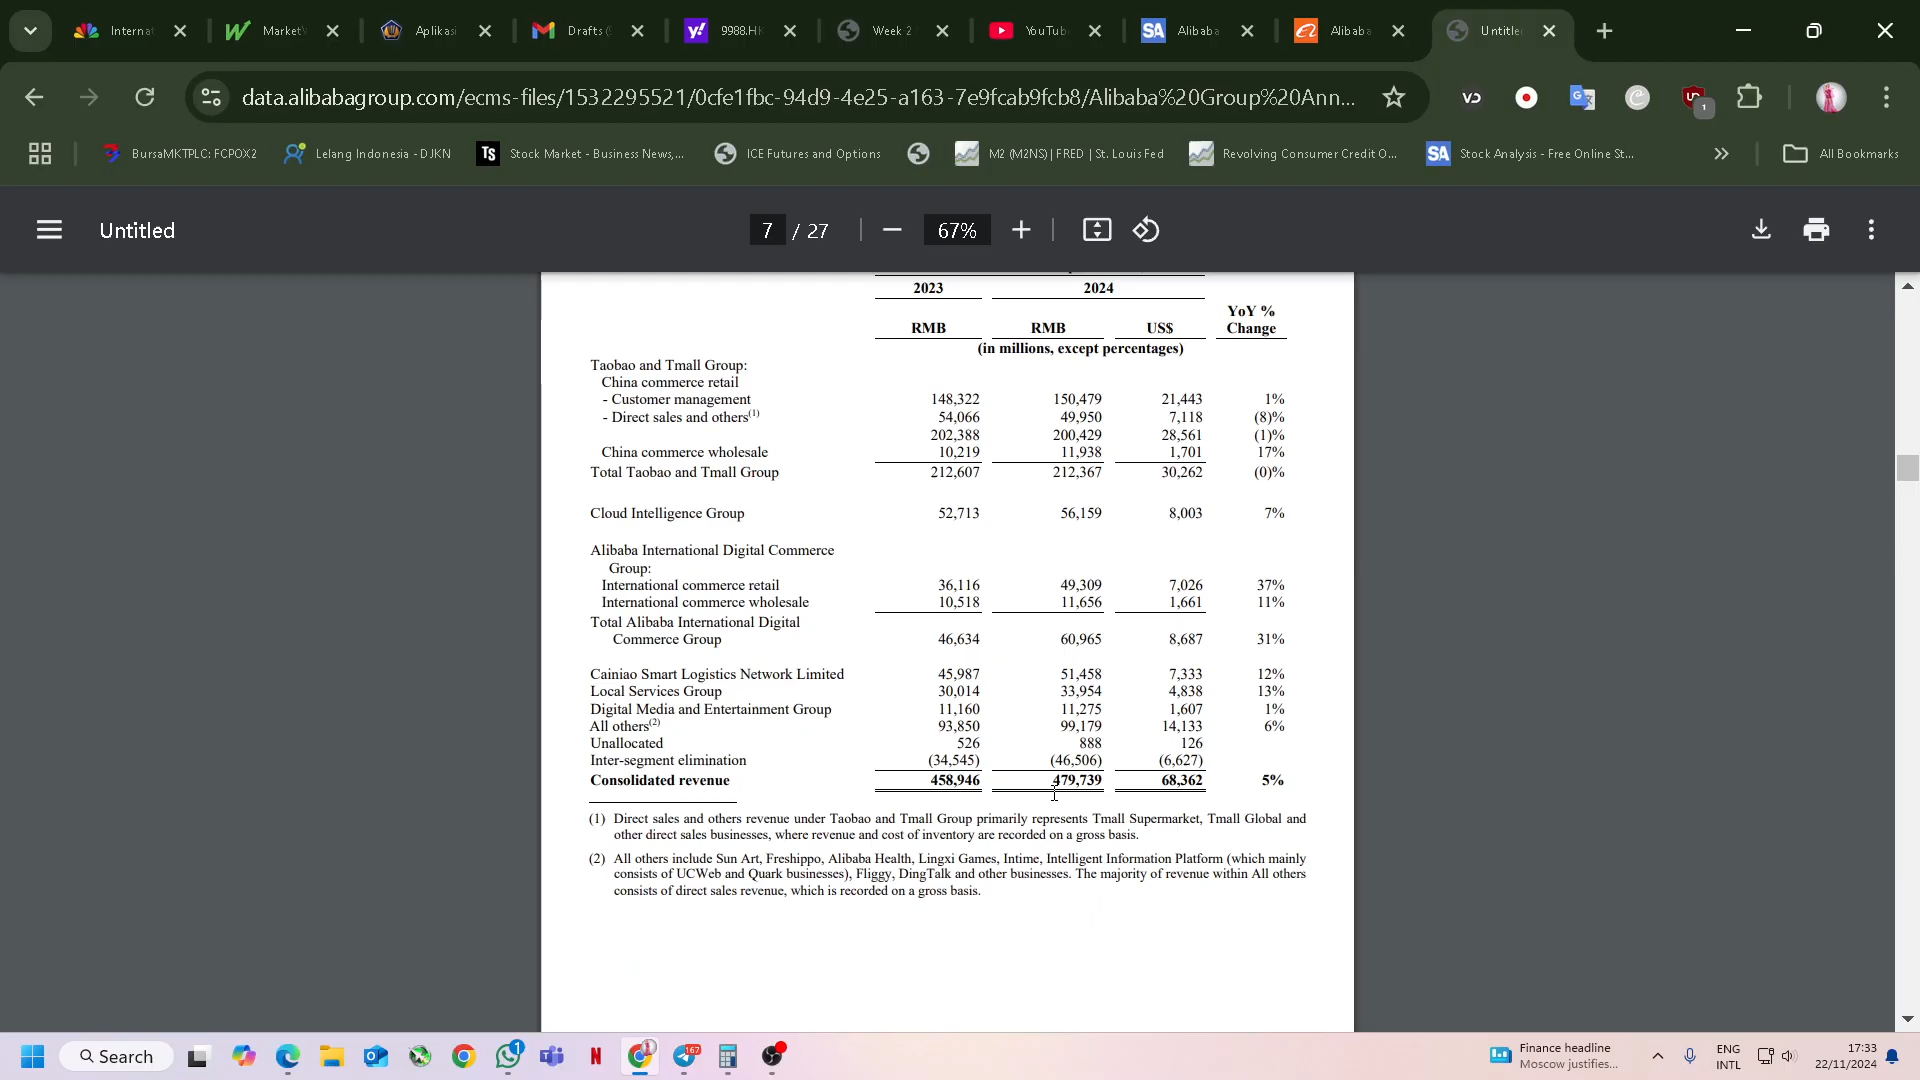 Internat
MarketW
Aplikasi
Drafts (
9988.HK
Week 2
YouTub
Alibaba
Alibaba
Untitled
data.alibabagroup.com/ecms-files/1532295521/0cfe1fbc-94d9-4e25-a163-7e9fcab9fcb8/Alibaba%20Group%20Ann...
BursaMKTPLC: FCPOX2
Lelang Indonesia - DJKN
Stock Market - Business News,...
ICE Futures and Options
M2 (M2NS) | FRED | St. Louis Fed
Revolving Consumer Credit O...
Stock Analysis - Free Online St...
All Bookmarks
Untitled
7 / 27
67%
2023 2024
YoY %
RMB RMB US$ Change
(in millions, except percentages)
Taobao and Tmall Group:
China commerce retail
- Customer management 148,322 150,479 21,443 1%
- Direct sales and others(1) 54,066 49,950 7,118 (8)%
202,388 200,429 28,561 (1)%
China commerce wholesale 10,219 11,938 1,701 17%
Total Taobao and Tmall Group 212,607 212,367 30,262 (0)%
Cloud Intelligence Group 52,713 56,159 8,003 7%
Alibaba International Digital Commerce
Group:
International commerce retail 36,116 49,309 7,026 37%
International commerce wholesale 10,518 11,656 1,661 11%
Total Alibaba International Digital
Commerce Group 46,634 60,965 8,687 31%
Cainiao Smart Logistics Network Limited 45,987 51,458 7,333 12%
Local Services Group 30,014 33,954 4,838 13%
Digital Media and Entertainment Group 11,160 11,275 1,607 1%
All others(2) 93,850 99,179 14,133 6%
Unallocated 526 888 126
Inter-segment elimination (34,545) (46,506) (6,627)
Consolidated revenue 458,946 479,739 68,362 5%
(1) Direct sales and others revenue under Taobao and Tmall Group primarily represents Tmall Supermarket, Tmall Global and
other direct sales businesses, where revenue and cost of inventory are recorded on a gross basis.
(2) All others include Sun Art, Freshippo, Alibaba Health, Lingxi Games, Intime, Intelligent Information Platform (which mainly
consists of UCWeb and Quark businesses), Fliggy, DingTalk and other businesses. The majority of revenue within All others
consists of direct sales revenue, which is recorded on a gross basis.
Search
Finance headline
Moscow justifies...
ENG
INTL
17:33
22/11/2024